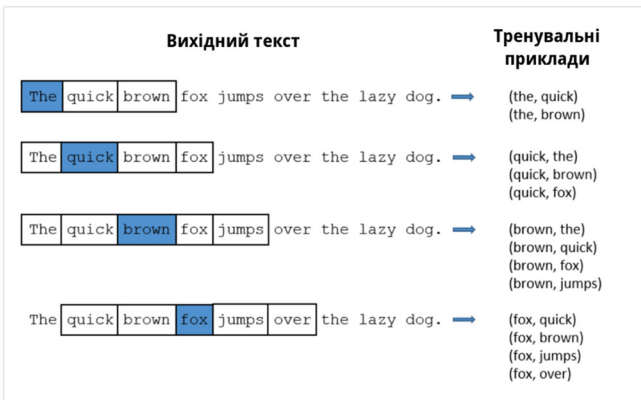 Вихідний текст
Тренувальні
приклади
The quick brown fox jumps over the lazy dog.
(the, quick)
(the, brown)
The quick brown fox jumps over the lazy dog.
(quick, the)
(quick, brown)
(quick, fox)
The quick brown fox jumps over the lazy dog.
(brown, the)
(brown, quick)
(brown, fox)
(brown, jumps)
The quick brown fox jumps over the lazy dog.
(fox, quick)
(fox, brown)
(fox, jumps)
(fox, over)